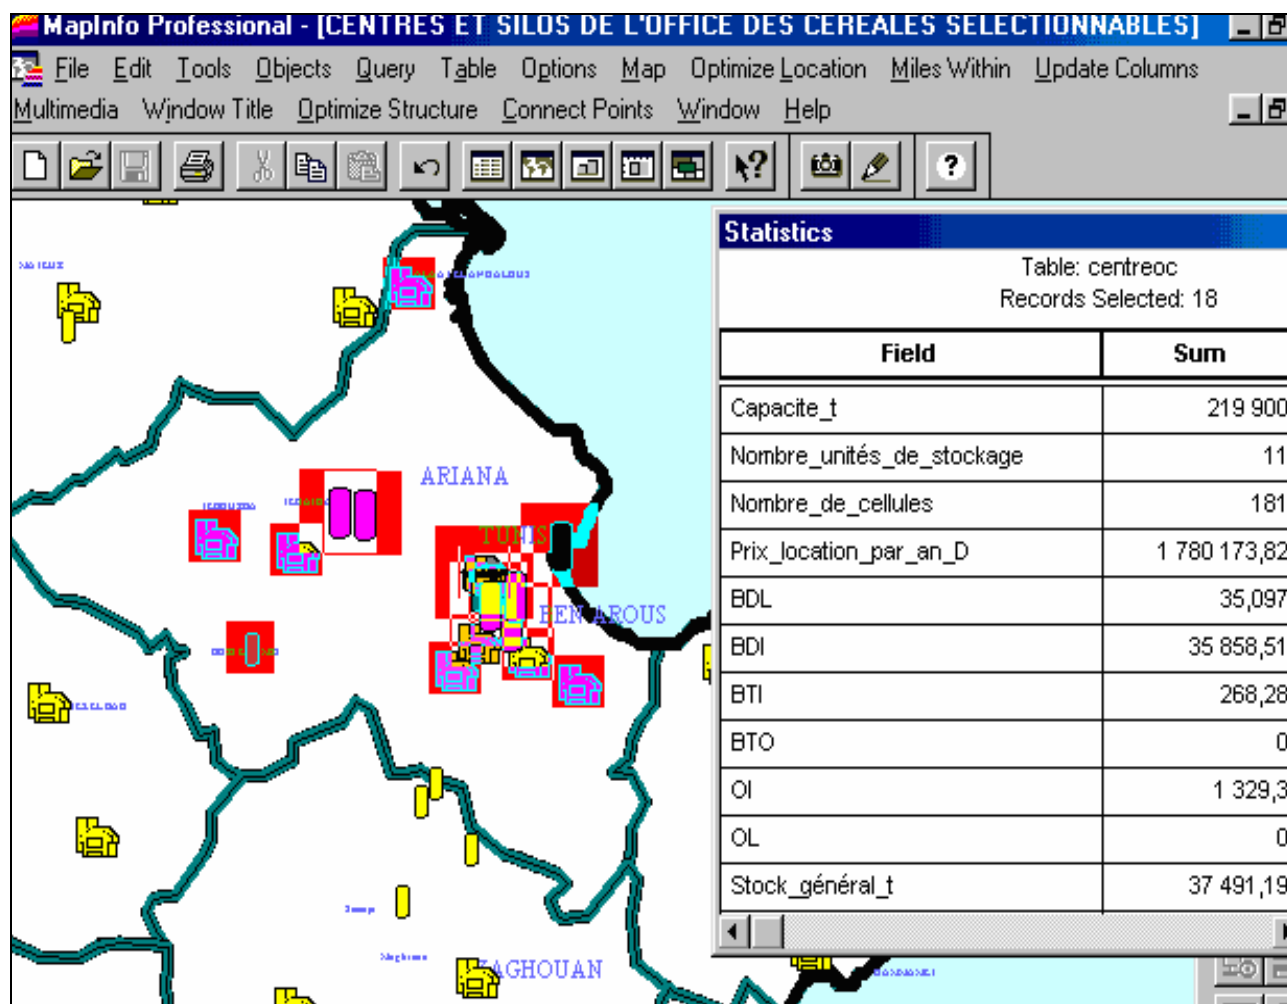 MapInfo Professional - [CENTRES ET SILOS DE L'OFFICE DES CEREALES SELECTIONNABLES]
File Edit Tools Objects Query Table Options Map Optimize Location Miles Within Update Columns
Multimedia Window Title Optimize Structure Connect Points Window Help
Statistics
Table: centreoc
Records Selected: 18
Field Sum
Capacite_t 219 900
Nombre_unités_de_stockage 11
Nombre_de_cellules 181
Prix_location_par_an_D 1 780 173,82
BDL 35,097
BDI 35 858,51
BTI 268,28
BTO 0
OI 1 329,3
OL 0
Stock_général_t 37 491,19
ARIANA
TUNIS
BEN AROUS
ZAGHOUAN